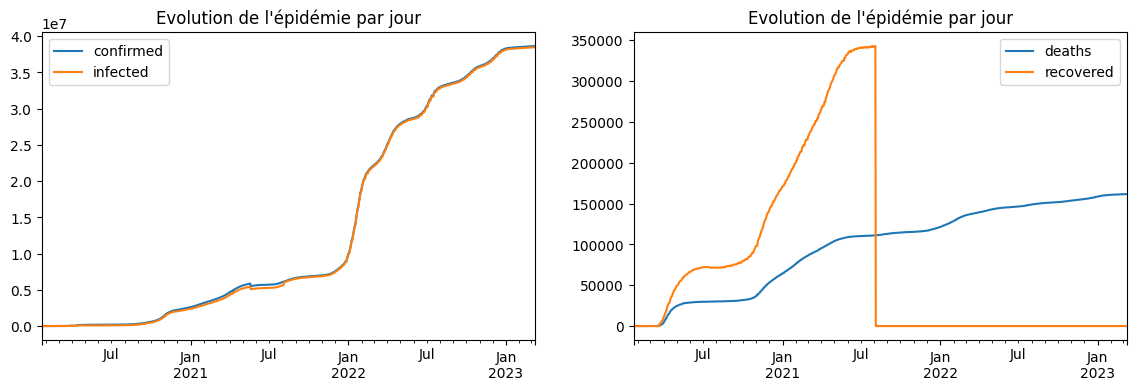 Evolution de l'épidémie par jour
1e7
confirmed
infected
4.0
3.5
3.0
2.5
2.0
1.5
1.0
0.5
0.0
Jul
Jan
2021
Jul
Jan
2022
Jul
Jan
2023
Evolution de l'épidémie par jour
deaths
recovered
350000
300000
250000
200000
150000
100000
50000
0
Jul
Jan
2021
Jul
Jan
2022
Jul
Jan
2023